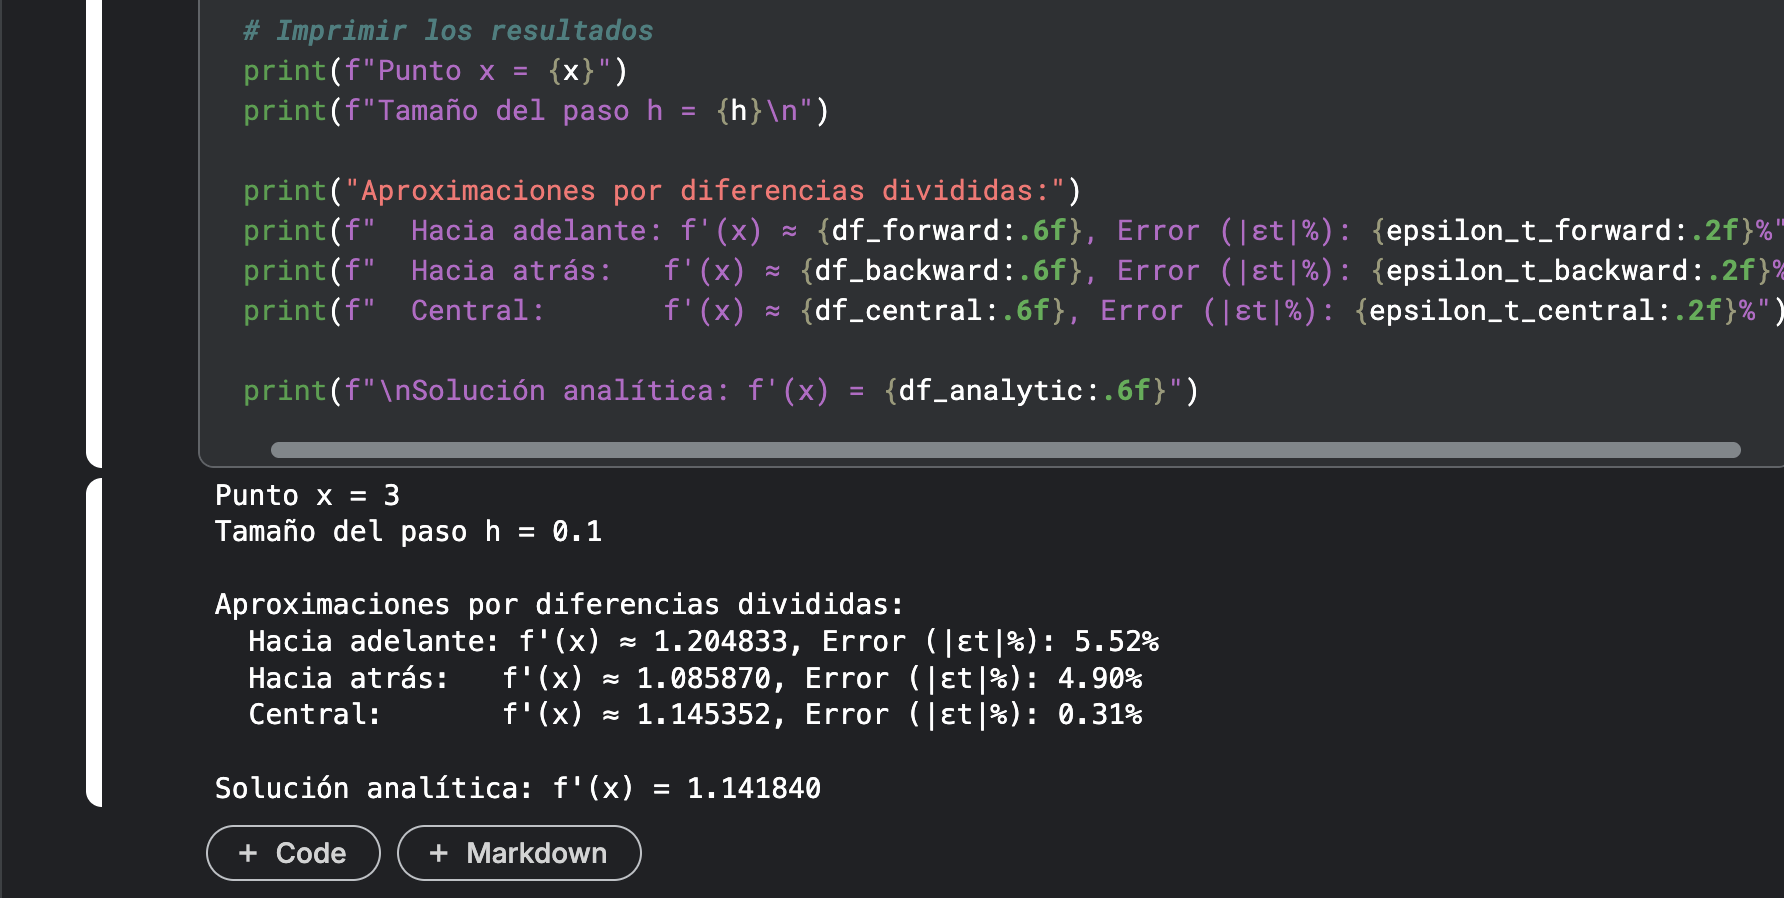 # Imprimir los resultados
print(f"Punto x = {x}")
print(f"Tamaño del paso h = {h}\n")
print("Aproximaciones por diferencias divididas:")
print(f"  Hacia adelante: f'(x) ≈ {df_forward:.6f}, Error (|εt|%): {epsilon_t_forward:.2f}%"
print(f"  Hacia atrás:   f'(x) ≈ {df_backward:.6f}, Error (|εt|%): {epsilon_t_backward:.2f}%
print(f"  Central:       f'(x) ≈ {df_central:.6f}, Error (|εt|%): {epsilon_t_central:.2f}%")
print(f"\nSolución analítica: f'(x) = {df_analytic:.6f}")
Punto x = 3
Tamaño del paso h = 0.1
Aproximaciones por diferencias divididas:
  Hacia adelante: f'(x) ≈ 1.204833, Error (|εt|%): 5.52%
  Hacia atrás:   f'(x) ≈ 1.085870, Error (|εt|%): 4.90%
  Central:       f'(x) ≈ 1.145352, Error (|εt|%): 0.31%
Solución analítica: f'(x) = 1.141840
+ Code + Markdown